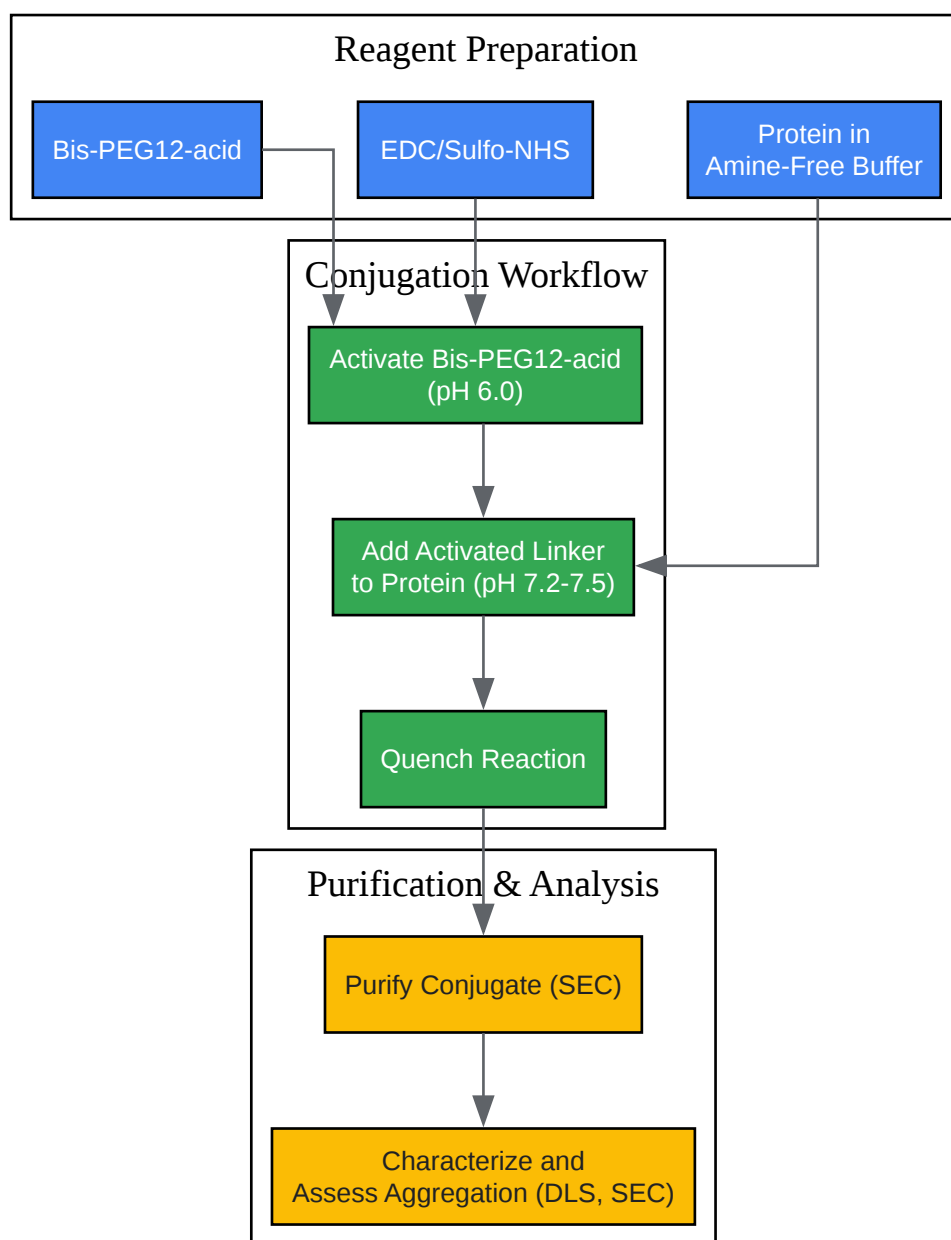 Reagent Preparation
Bis-PEG12-acid
EDC/Sulfo-NHS
Protein in
Amine-Free Buffer
Conjugation Workflow
Activate Bis-PEG12-acid
(pH 6.0)
Add Activated Linker
to Protein (pH 7.2-7.5)
Quench Reaction
Purification & Analysis
Purify Conjugate (SEC)
Characterize and
Assess Aggregation (DLS, SEC)